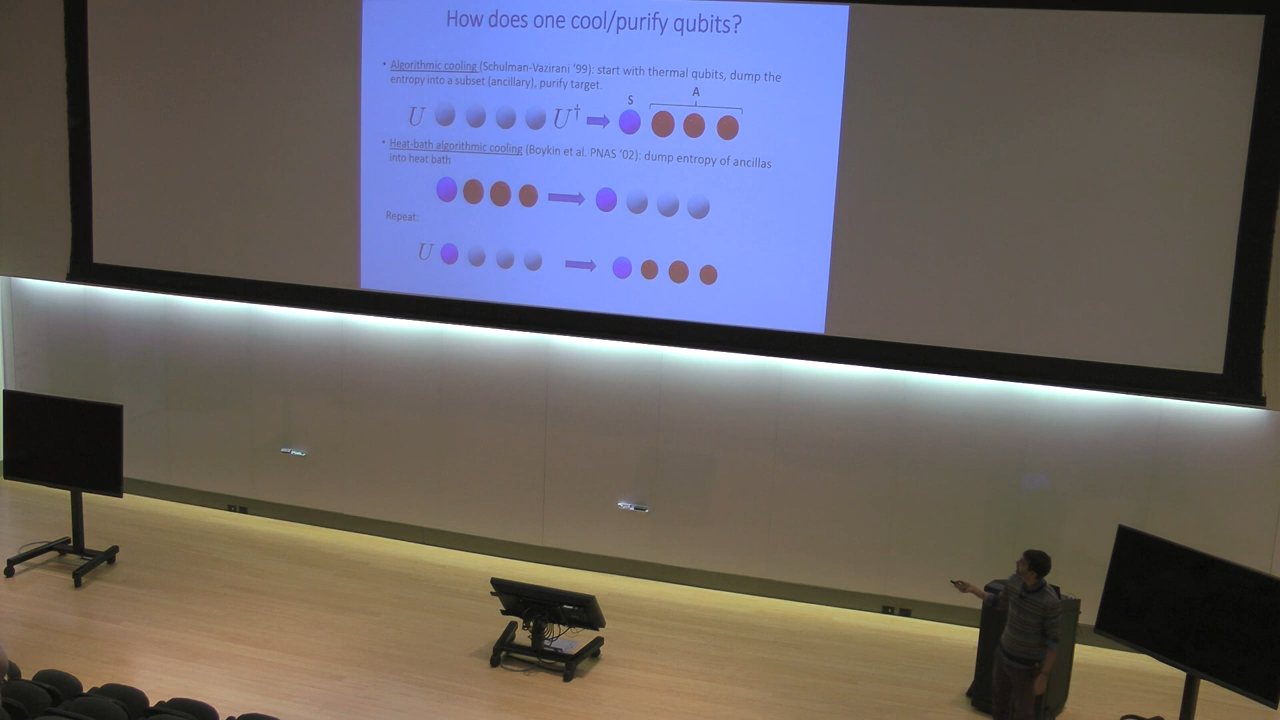 How does one cool/purify qubits?
• Algorithmic cooling (Schulman-Vazirani '99): start with thermal qubits, dump the
entropy into a subset (ancillary), purify target.
S A
U U†
• Heat-bath algorithmic cooling (Boykin et al. PNAS '02): dump entropy of ancillas
into heat bath
Repeat:
U